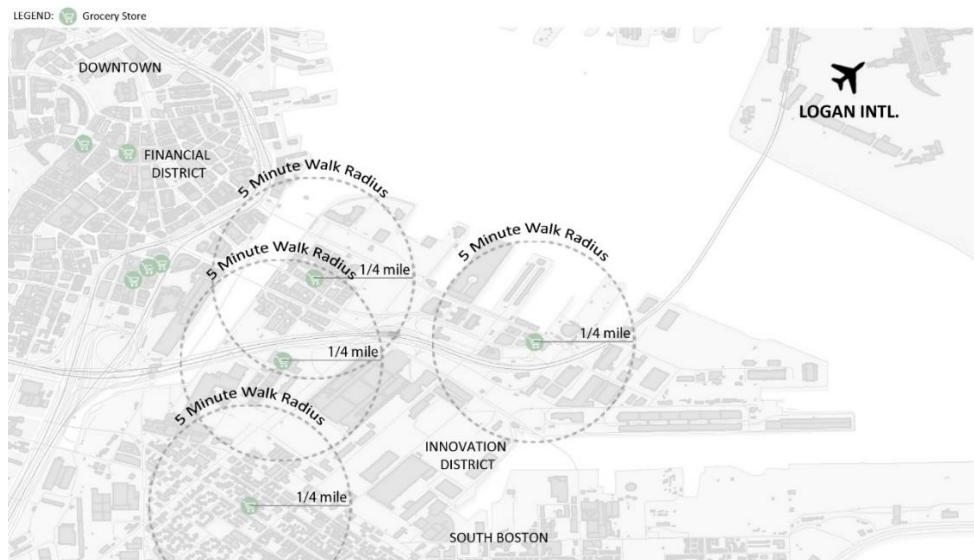 LEGEND: Grocery Store
DOWNTOWN
LOGAN INTL.
FINANCIAL
DISTRICT
5 Minute Walk Radius
5 Minute Walk Radius
5 Minute Walk Radius
1/4 mile
1/4 mile
1/4 mile
5 Minute Walk Radius
INNOVATION
DISTRICT
1/4 mile
SOUTH BOSTON